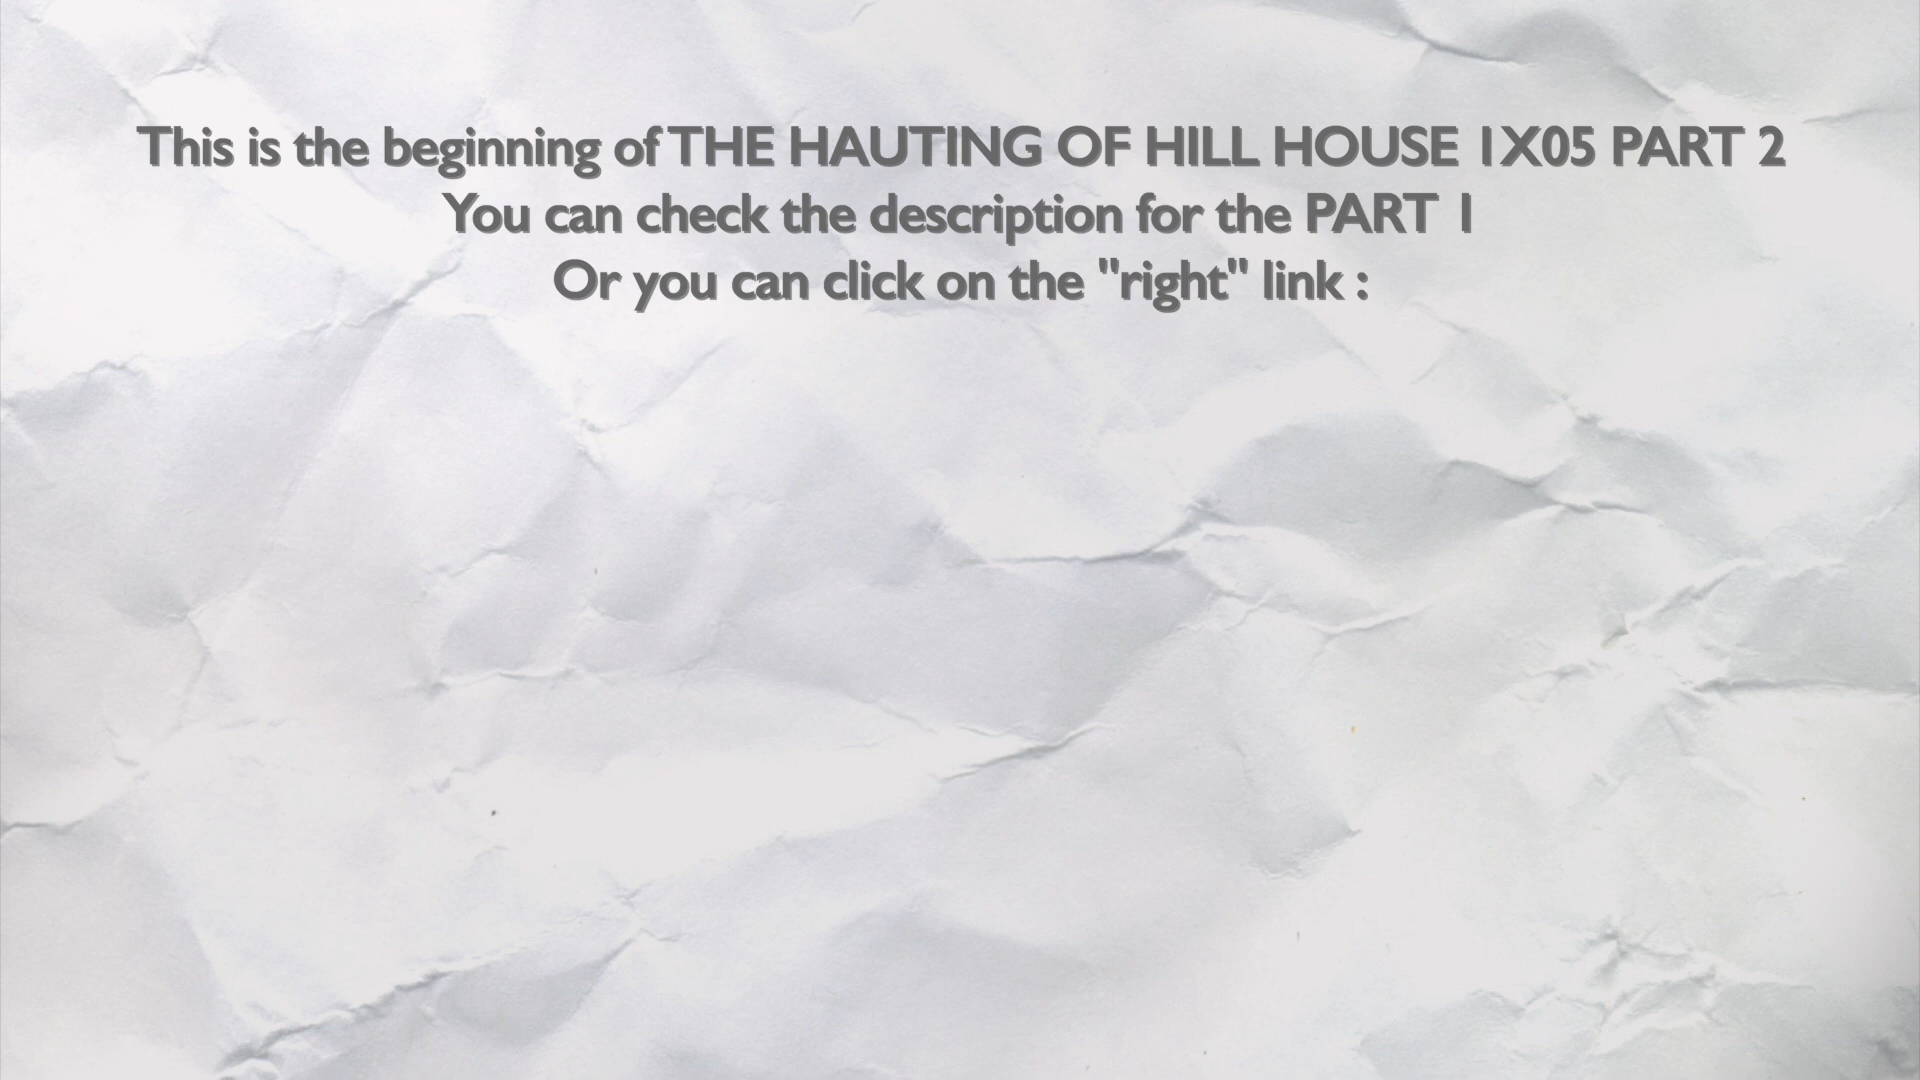 This is the beginning of THE HAUTING OF HILL HOUSE 1X05 PART 2
You can check the description for the PART 1
Or you can click on the "right" link :